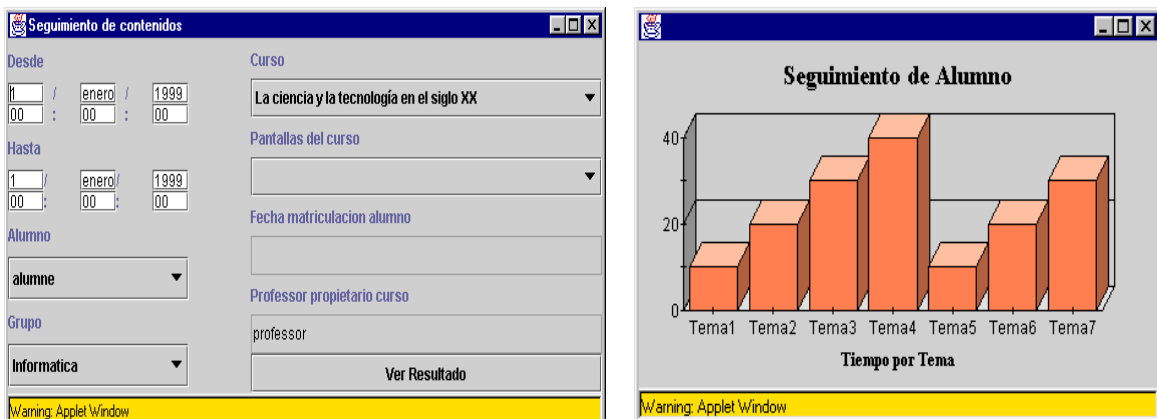 Seguimiento de contenidos
Desde
1 / enero / 1999
00 : 00 : 00
Hasta
1 / enero / 1999
00 : 00 : 00
Alumno
alumne
Grupo
Informatica
Curso
La ciencia y la tecnología en el siglo XX
Pantallas del curso
Fecha matriculacion alumno
Professor propietario curso
professor
Ver Resultado
Warning: Applet Window
Seguimiento de Alumno
40
20
0
Tema1 Tema2 Tema3 Tema4 Tema5 Tema6 Tema7
Tiempo por Tema
Warning: Applet Window